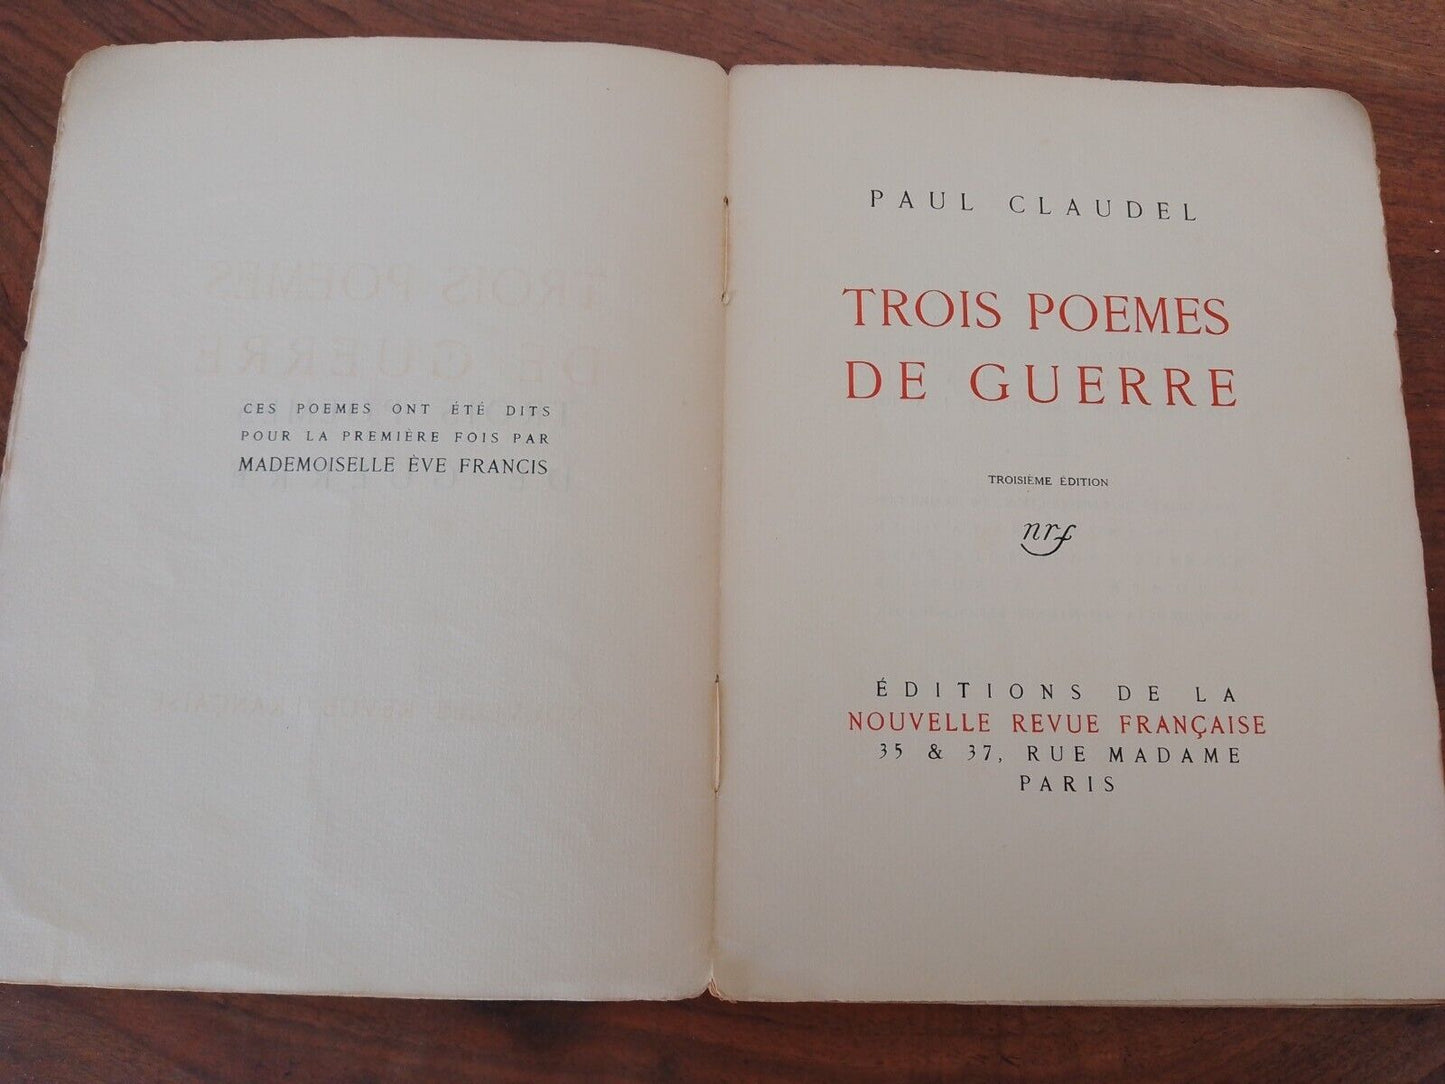 CES POEMES ONT ÉTÉ DITS
POUR LA PREMIÈRE FOIS PAR
MADEMOISELLE ÈVE FRANCIS
PAUL CLAUDEL
TROIS POEMES
DE GUERRE
TROISIÈME ÉDITION
nrf
ÉDITIONS DE LA
NOUVELLE REVUE FRANÇAISE
35 & 37, RUE MADAME
PARIS